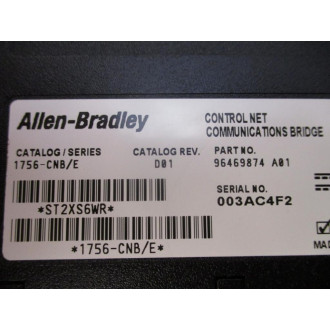 Allen-Bradley
CONTROL NET
COMMUNICATIONS BRIDGE
CATALOG / SERIES
1756-CNB/E
CATALOG REV.
D01
PART NO.
96469874 A01
SERIAL NO.
003AC4F2
*ST2XS6WR*
*1756-CNB/E*